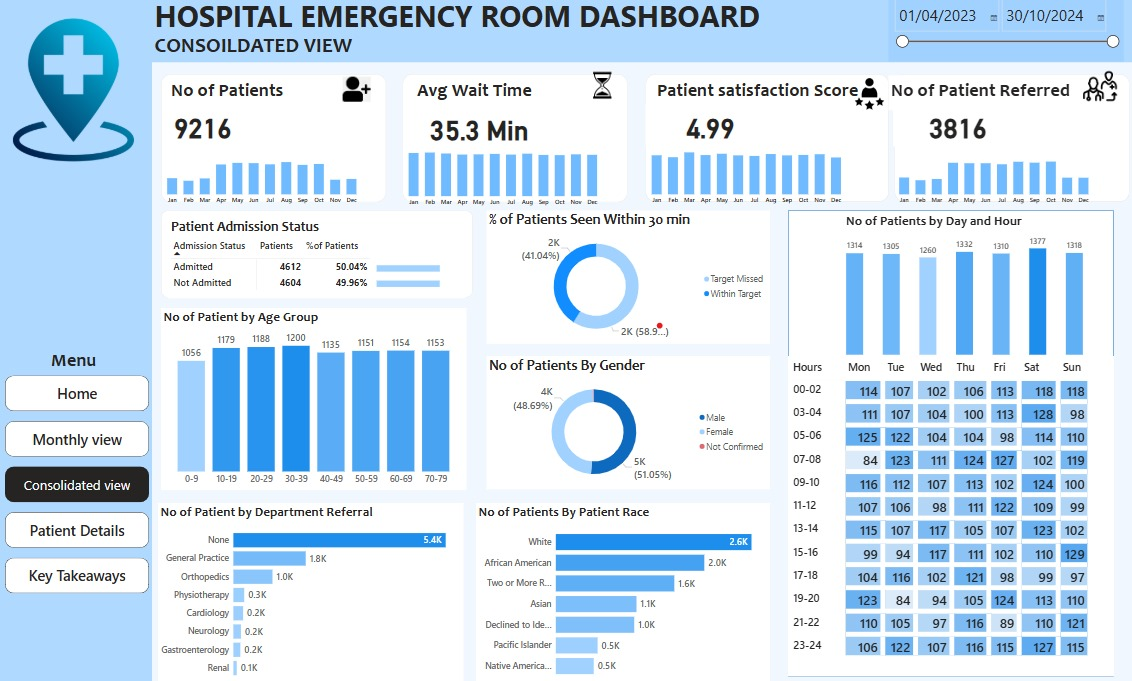 HOSPITAL EMERGENCY ROOM DASHBOARD
CONSOILDATED VIEW
01/04/2023 30/10/2024
No of Patients
9216
Jan Feb Mar Apr May Jun Jul Aug Sep Oct Nov Dec
Avg Wait Time
35.3 Min
Jan Feb Mar Apr May Jun Jul Aug Sep Oct Nov Dec
Patient satisfaction Score
4.99
Jan Feb Mar Apr May Jun Jul Aug Sep Oct Nov Dec
No of Patient Referred
3816
Jan Feb Mar Apr May Jun Jul Aug Sep Oct Nov Dec
Menu
Home
Monthly view
Consolidated view
Patient Details
Key Takeaways
Patient Admission Status
Admission Status Patients %of Patients
Admitted 4612 50.04%
Not Admitted 4604 49.96%
% of Patients Seen Within 30 min
2K
(41.04%)
2K (58.9...)
Target Missed
Within Target
No of Patient by Age Group
1056 1179 1188 1200 1135 1151 1154 1153
0-9 10-19 20-29 30-39 40-49 50-59 60-69 70-79
No of Patients By Gender
4K
(48.69%)
5K
(51.05%)
Male
Female
Not Confirmed
No of Patient by Department Referral
None 5.4K
General Practice 1.8K
Orthopedics 1.0K
Physiotherapy 0.3K
Cardiology 0.2K
Neurology 0.2K
Gastroenterology 0.2K
Renal 0.1K
No of Patients By Patient Race
White 2.6K
African American 2.0K
Two or More R... 1.6K
Asian 1.1K
Declined to Ide... 1.0K
Pacific Islander 0.5K
Native America... 0.5K
No of Patients by Day and Hour
1314 1305 1260 1332 1310 1377 1318
Hours Mon Tue Wed Thu Fri Sat Sun
00-02 114 107 102 106 113 118 118
03-04 111 107 104 100 113 128 98
05-06 125 122 104 104 98 114 110
07-08 84 123 111 124 127 102 119
09-10 116 112 107 113 102 124 100
11-12 107 106 98 111 122 109 99
13-14 115 107 117 105 107 123 102
15-16 99 94 117 111 102 110 129
17-18 104 116 102 121 98 99 97
19-20 123 84 94 105 124 113 110
21-22 110 105 97 116 89 110 121
23-24 106 122 107 116 115 127 115